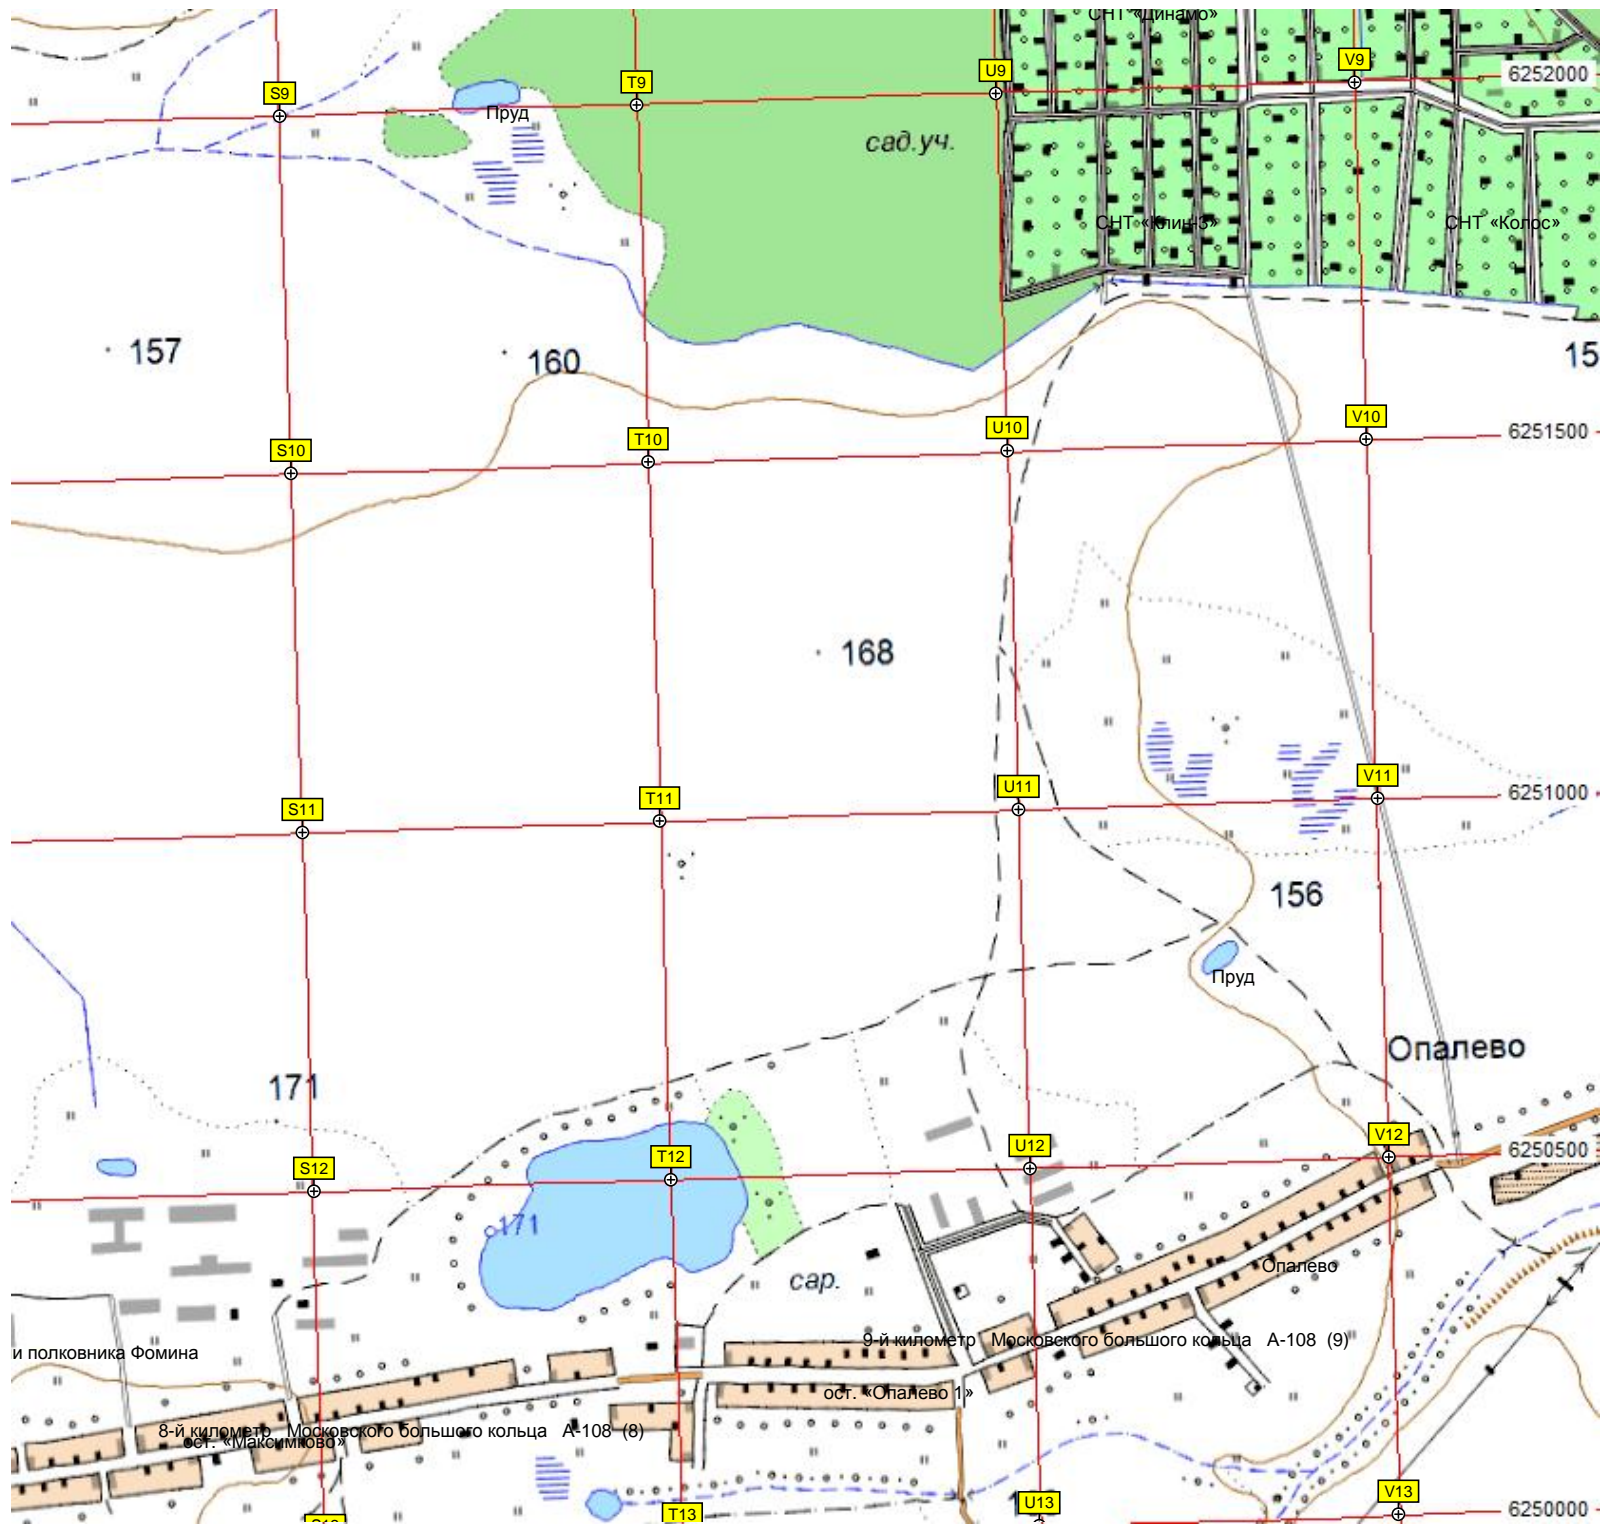 СНТ «Динамо»
V9
6252000
U9
T9
S9
Пруд
сад.уч.
СНТ «Клин-3»
СНТ «Колос»
157
160
15
V10
6251500
U10
T10
S10
168
V11
6251000
U11
T11
S11
156
Пруд
Опалево
171
V12
6250500
U12
T12
S12
171
сар.
Опалево
9-й километр Московского большого кольца А-108 (9)
и полковника Фомина
ост. «Опалево 1»
8-й километр Московского большого кольца А-108 (8)
ост. «Максимково»
V13
6250000
U13
T13